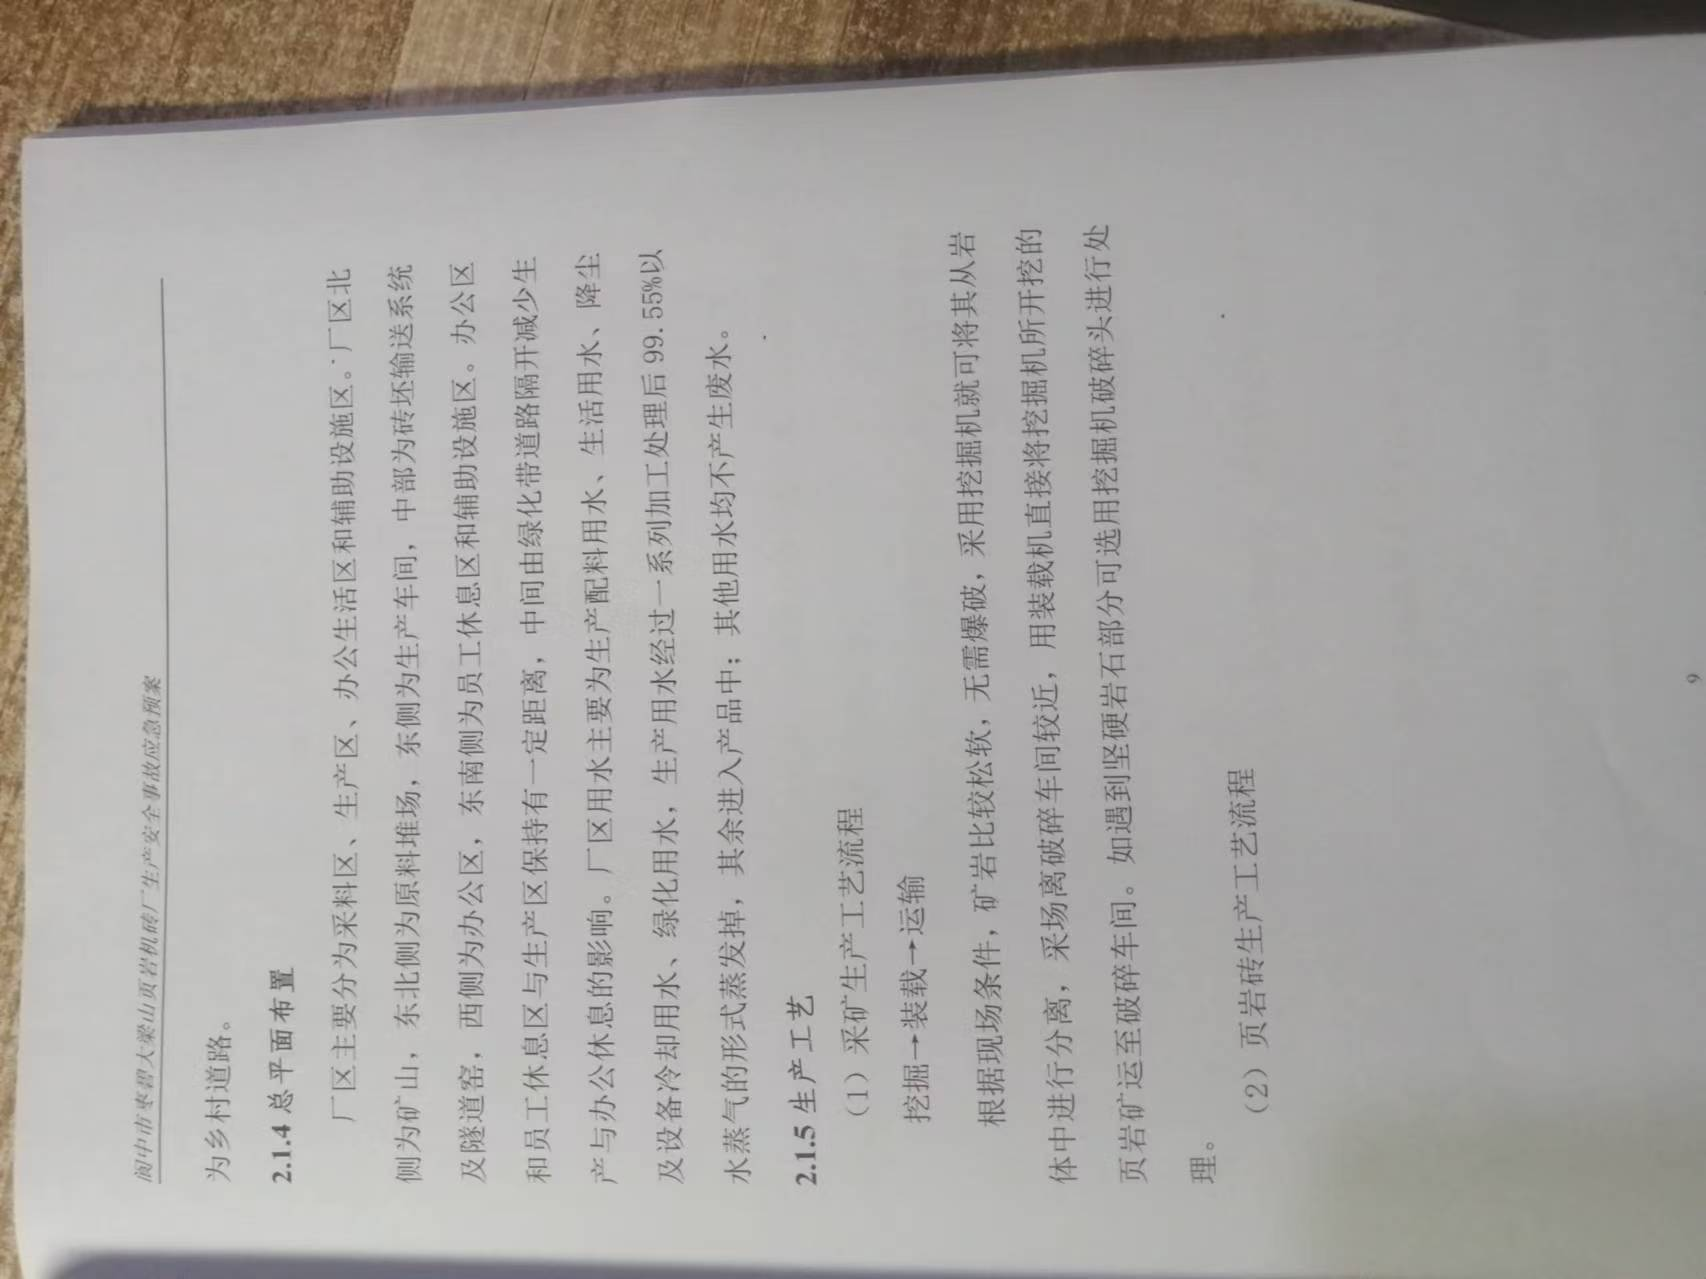 阆中市枣碧大梁山页岩机砖厂生产安全事故应急预案
为乡村道路。
2.1.4 总平面布置
厂区主要分为采料区、生产区、办公生活区和辅助设施区。厂区北
侧为矿山，东北侧为原料堆场，东侧为生产车间，中部为砖坯输送系统
及隧道窑，西侧为办公区，东南侧为员工休息区和辅助设施区。办公区
和员工休息区与生产区保持有一定距离，中间由绿化带道路隔开减少生
产与办公休息的影响。厂区用水主要为生产配料用水、生活用水、降尘
及设备冷却用水、绿化用水，生产用水经过一系列加工处理后 99.55%以
水蒸气的形式蒸发掉，其余进入产品中；其他用水均不产生废水。
2.1.5 生产工艺
（1）采矿生产工艺流程
挖掘→装载→运输
根据现场条件，矿岩比较松软，无需爆破，采用挖掘机就可将其从岩
体中进行分离，采场离破碎车间较近，用装载机直接将挖掘机所开挖的
页岩矿运至破碎车间。如遇到坚硬岩石部分可选用挖掘机破碎头进行处
理。
（2）页岩砖生产工艺流程
9